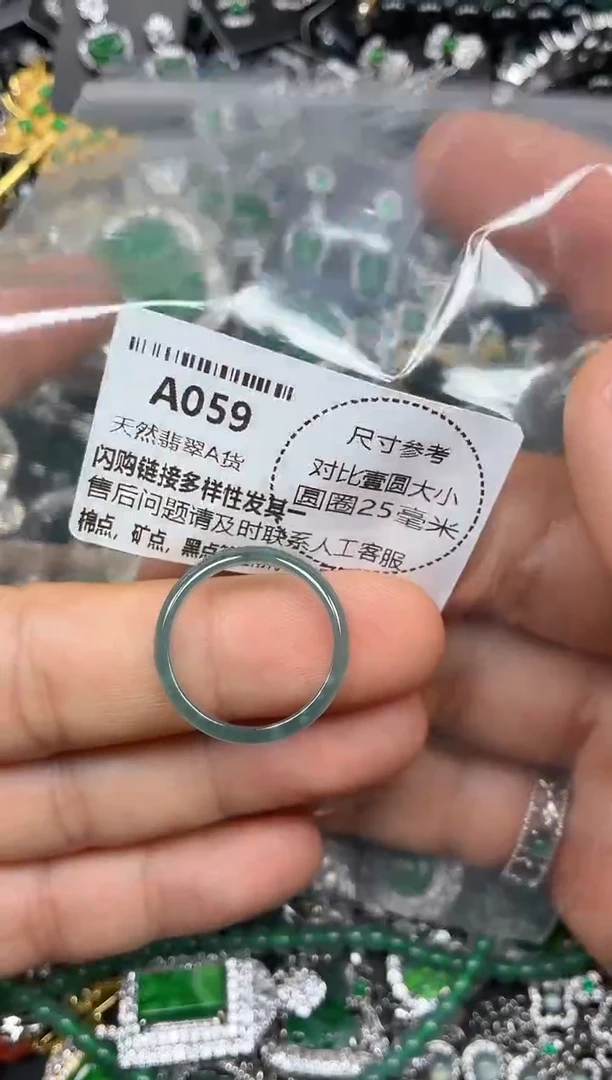 A059
天然翡翠A货
闪购链接多样性发其一
售后问题请及时联系人工客服
棉点，矿点，黑点
尺寸参考
对比壹圆大小
圆圈25毫米